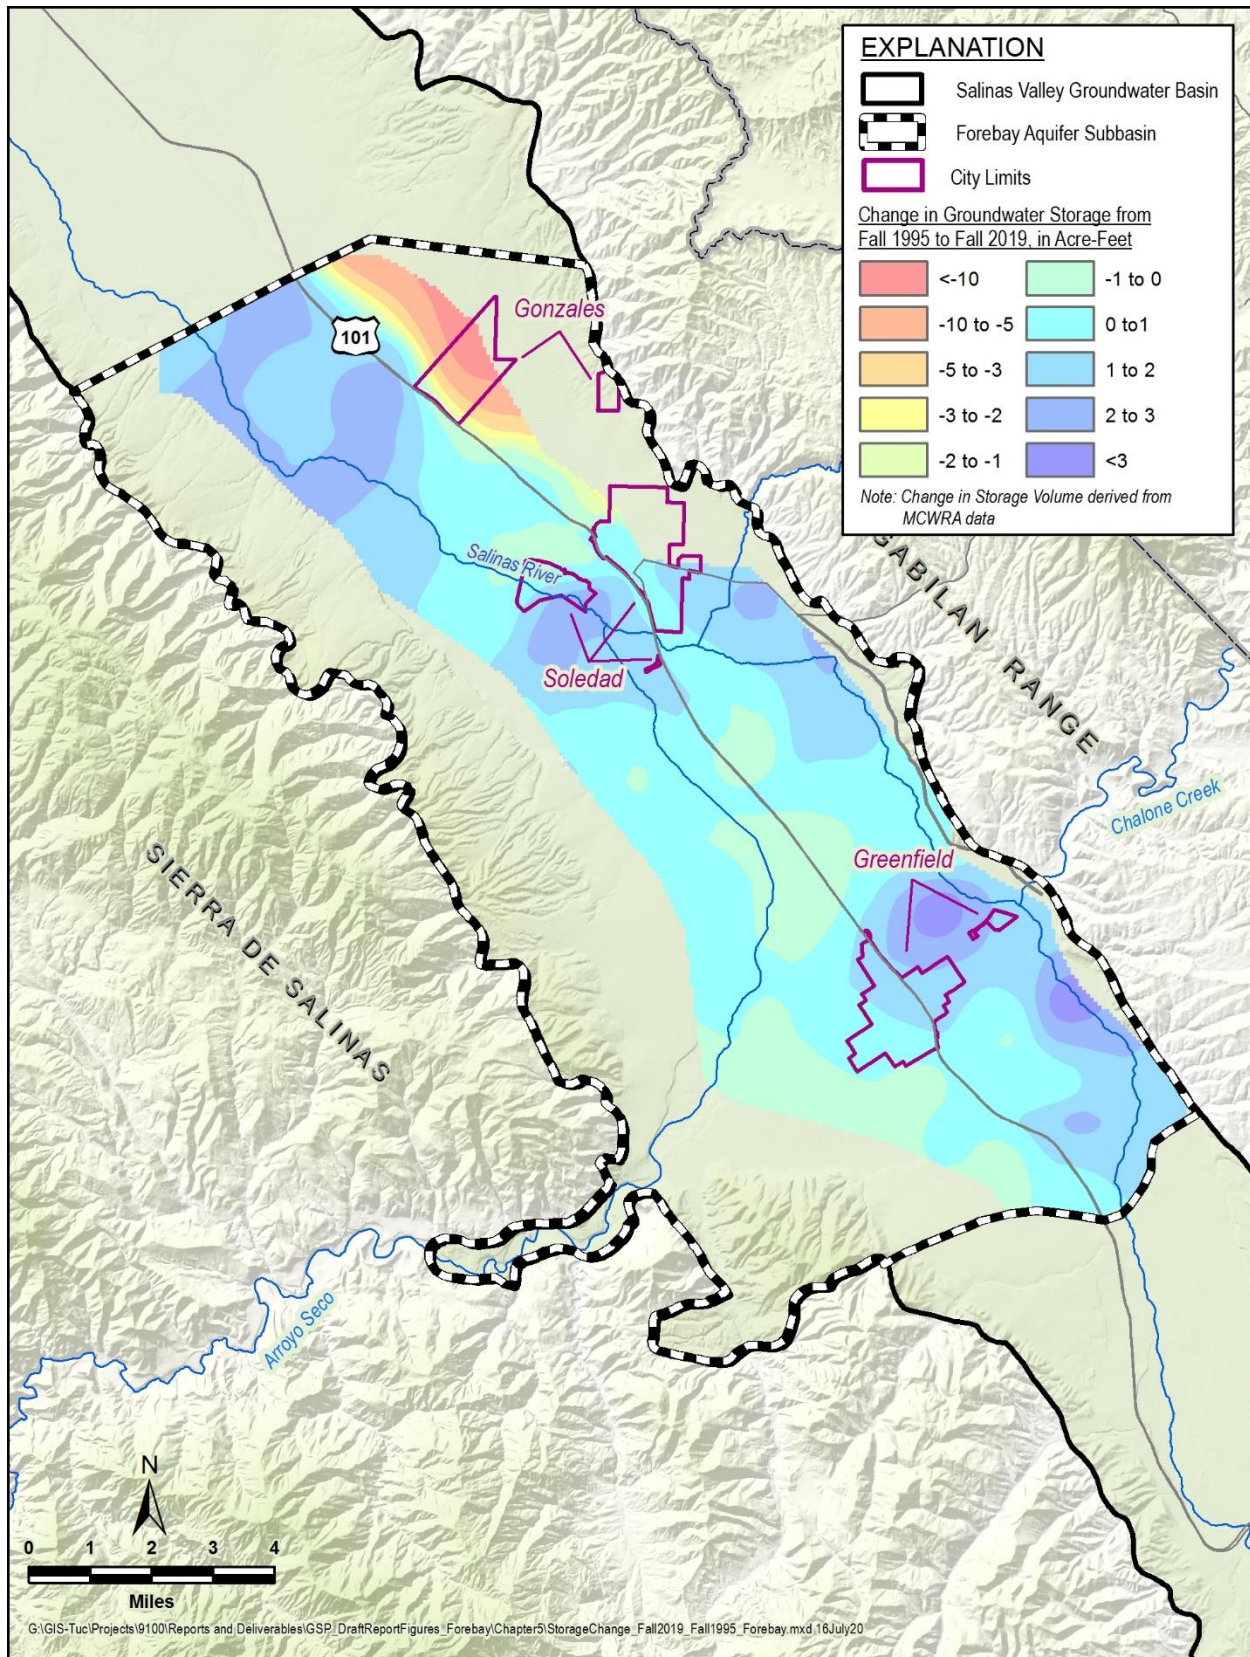 EXPLANATION
Salinas Valley Groundwater Basin
Forebay Aquifer Subbasin
City Limits
Change in Groundwater Storage from
Fall 1995 to Fall 2019, in Acre-Feet
<-10
-10 to -5
-5 to -3
-3 to -2
-2 to -1
-1 to 0
0 to1
1 to 2
2 to 3
<3
Note: Change in Storage Volume derived from
MCWRA data
Gonzales
101
Salinas River
Soledad
GABILAN RANGE
Chalone Creek
Greenfield
SIERRA DE SALINAS
Arroyo Seco
N
0 1 2 3 4
Miles
G:\GIS-Tuc\Projects\9100\Reports and Deliverables\GSP_DraftReportFigures_Forebay\Chapter5\StorageChange_Fall2019_Fall1995_Forebay.mxd 16July20